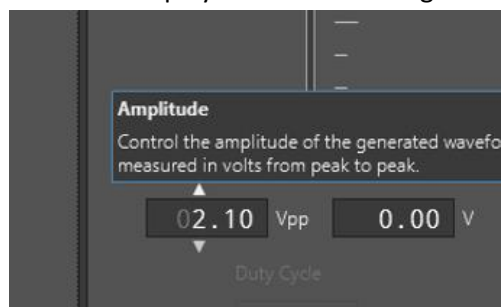 Amplitude
Control the amplitude of the generated wavefo
measured in volts from peak to peak.
02.10 Vpp 0.00 V
Duty Cycle